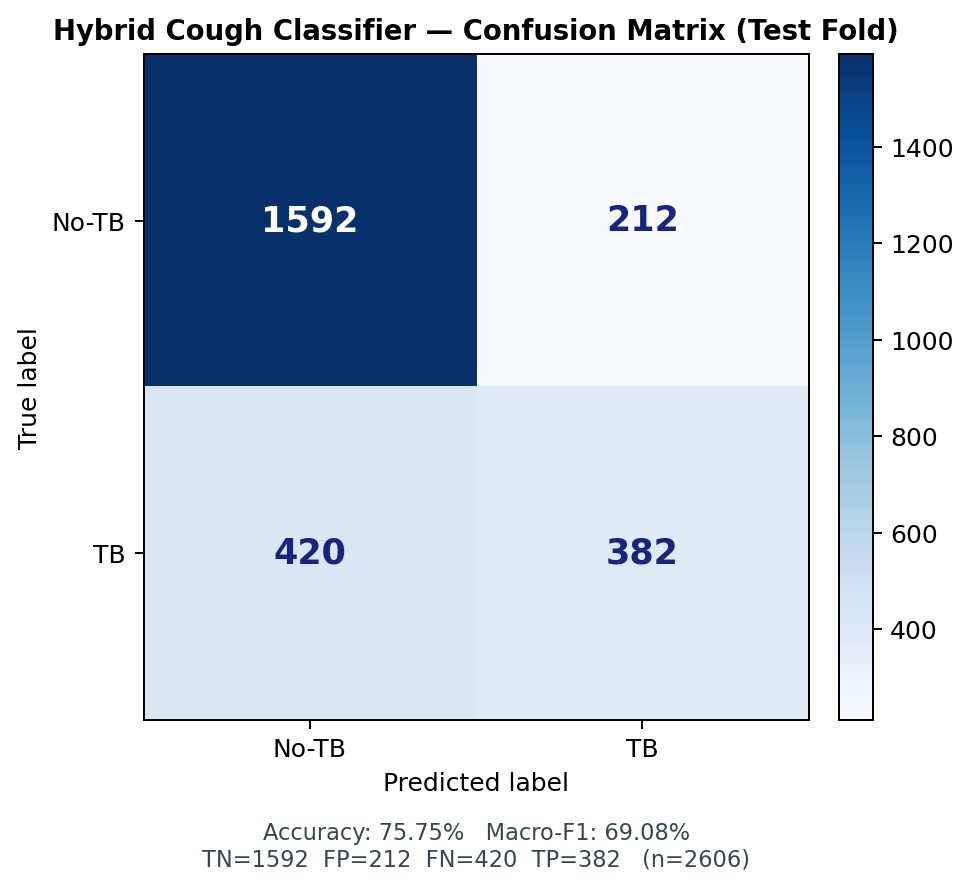 Hybrid Cough Classifier — Confusion Matrix (Test Fold)
1400
No-TB
1592
212
1200
1000
True label
800
600
TB
420
382
400
No-TB
TB
Predicted label
Accuracy: 75.75%   Macro-F1: 69.08%
TN=1592  FP=212  FN=420  TP=382   (n=2606)